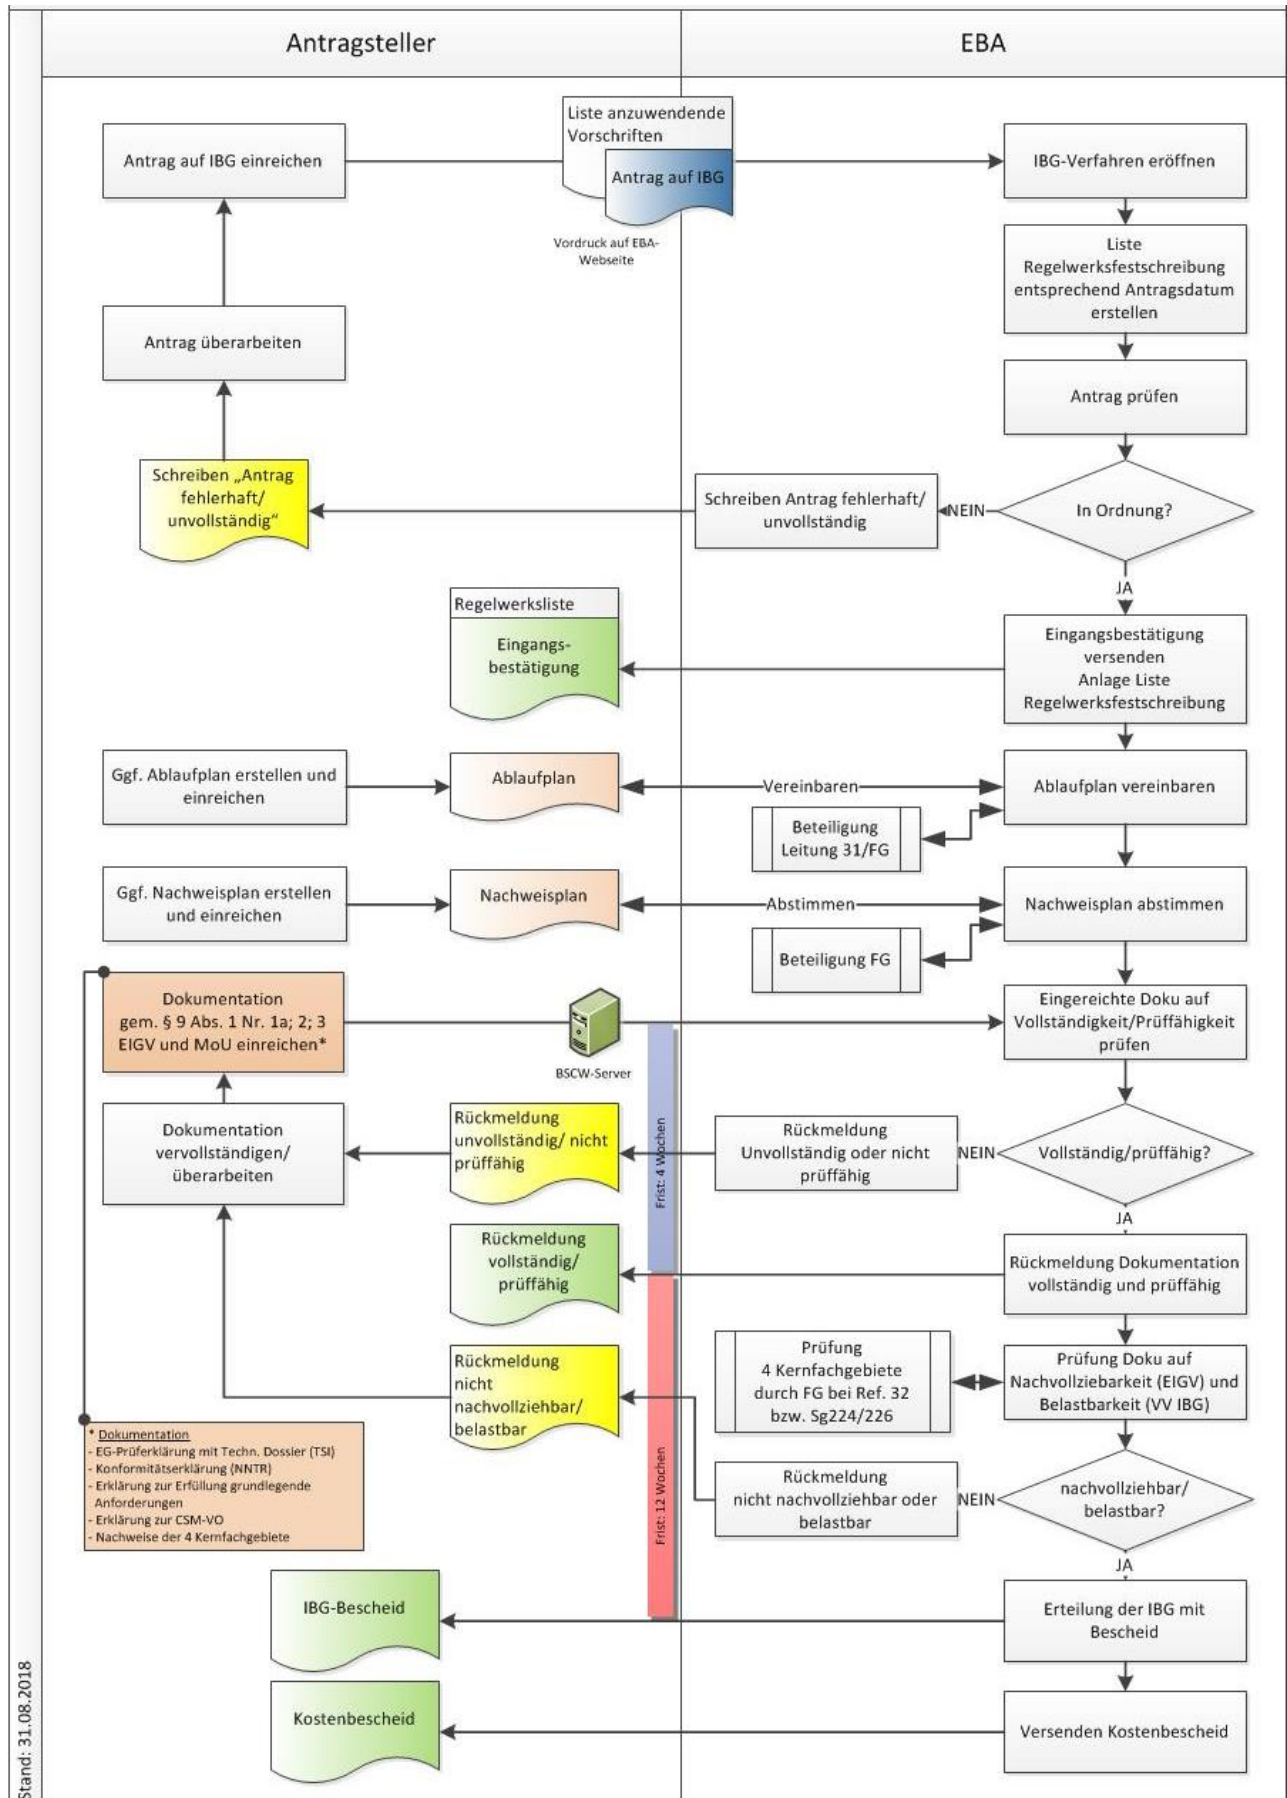 Antragsteller
EBA
Liste anzuwendende
Vorschriften
Antrag auf IBG einreichen
Antrag auf IBG
IBG-Verfahren eröffnen
Vordruck auf EBA-
Webseite
Liste
Regelwerksfestschreibung
entsprechend Antragsdatum
erstellen
Antrag überarbeiten
Antrag prüfen
Schreiben „Antrag
fehlerhaft/
unvollständig“
Schreiben Antrag fehlerhaft/
unvollständig
NEIN
In Ordnung?
JA
Regelwerksliste
Eingangs-
bestätigung
Eingangsbestätigung
versenden
Anlage Liste
Regelwerksfestschreibung
Ggf. Ablaufplan erstellen und
einreichen
Ablaufplan
Vereinbaren
Ablaufplan vereinbaren
Beteiligung
Leitung 31/FG
Ggf. Nachweisplan erstellen
und einreichen
Nachweisplan
Abstimmen
Nachweisplan abstimmen
Beteiligung FG
Dokumentation
gem. § 9 Abs. 1 Nr. 1a; 2; 3
EIGV und MoU einreichen*
BSCW-Server
Eingereichte Doku auf
Vollständigkeit/Prüffähigkeit
prüfen
Dokumentation
vervollständigen/
überarbeiten
Rückmeldung
unvollständig/ nicht
prüffähig
Frist: 4 Wochen
Rückmeldung
Unvollständig oder nicht
prüffähig
NEIN
Vollständig/prüffähig?
JA
Rückmeldung
vollständig/
prüffähig
Rückmeldung Dokumentation
vollständig und prüffähig
Rückmeldung
nicht
nachvollziehbar/
belastbar
Prüfung
4 Kernfachgebiete
durch FG bei Ref. 32
bzw. Sg224/226
Prüfung Doku auf
Nachvollziebarkeit (EIGV) und
Belastbarkeit (VV IBG)
* Dokumentation
- EG-Prüferklärung mit Techn. Dossier (TSI)
- Konformitätserklärung (NNTR)
- Erklärung zur Erfüllung grundlegende
Anforderungen
- Erklärung zur CSM-VO
- Nachweise der 4 Kernfachgebiete
Frist: 12 Wochen
Rückmeldung
nicht nachvollziehbar oder
belastbar
NEIN
nachvollziehbar/
belastbar?
JA
IBG-Bescheid
Erteilung der IBG mit
Bescheid
Kostenbescheid
Versenden Kostenbescheid
Stand: 31.08.2018